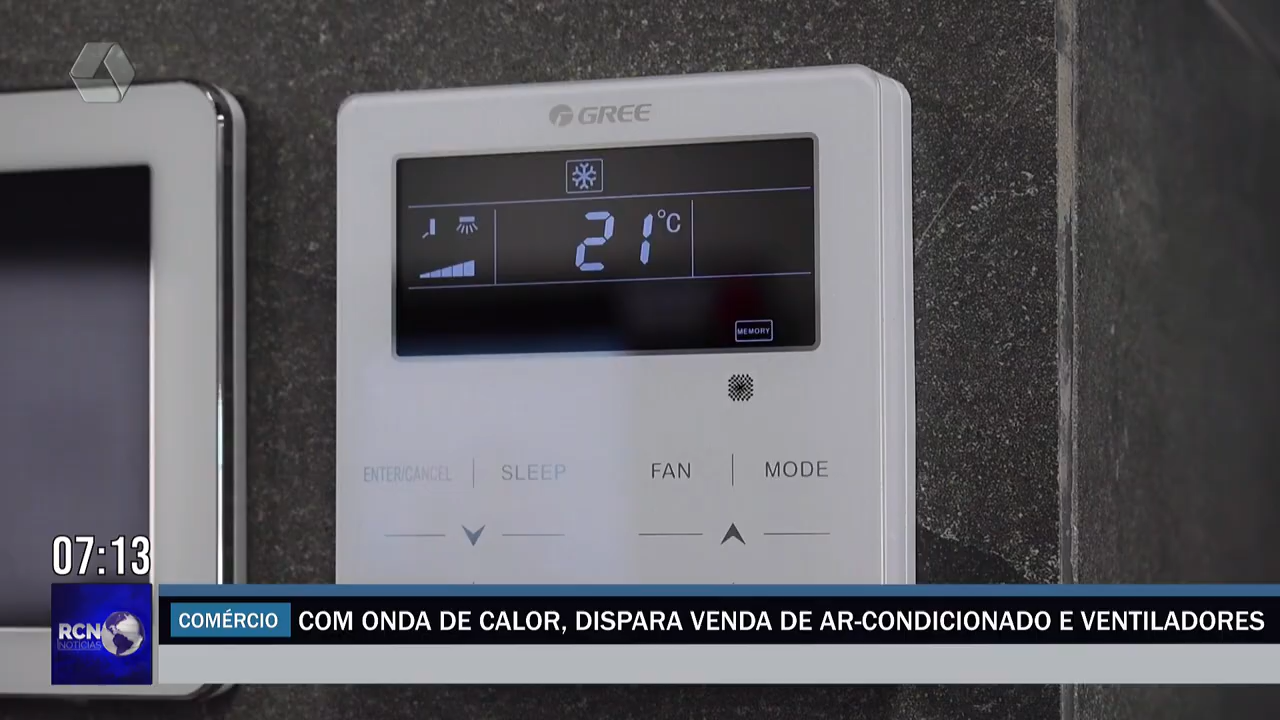 GREE
21°C
MEMORY
ENTER/CANCEL SLEEP FAN MODE
07:13
RCN
NOTÍCIAS
COMÉRCIO COM ONDA DE CALOR, DISPARA VENDA DE AR-CONDICIONADO E VENTILADORES